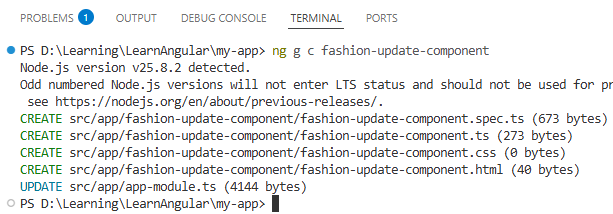 PROBLEMS 1 OUTPUT DEBUG CONSOLE TERMINAL PORTS
PS D:\Learning\LearnAngular\my-app> ng g c fashion-update-component
Node.js version v25.8.2 detected.
Odd numbered Node.js versions will not enter LTS status and should not be used for
see https://nodejs.org/en/about/previous-releases/.
CREATE src/app/fashion-update-component/fashion-update-component.spec.ts (673 bytes)
CREATE src/app/fashion-update-component/fashion-update-component.ts (273 bytes)
CREATE src/app/fashion-update-component/fashion-update-component.css (0 bytes)
CREATE src/app/fashion-update-component/fashion-update-component.html (40 bytes)
UPDATE src/app/app-module.ts (4144 bytes)
PS D:\Learning\LearnAngular\my-app>